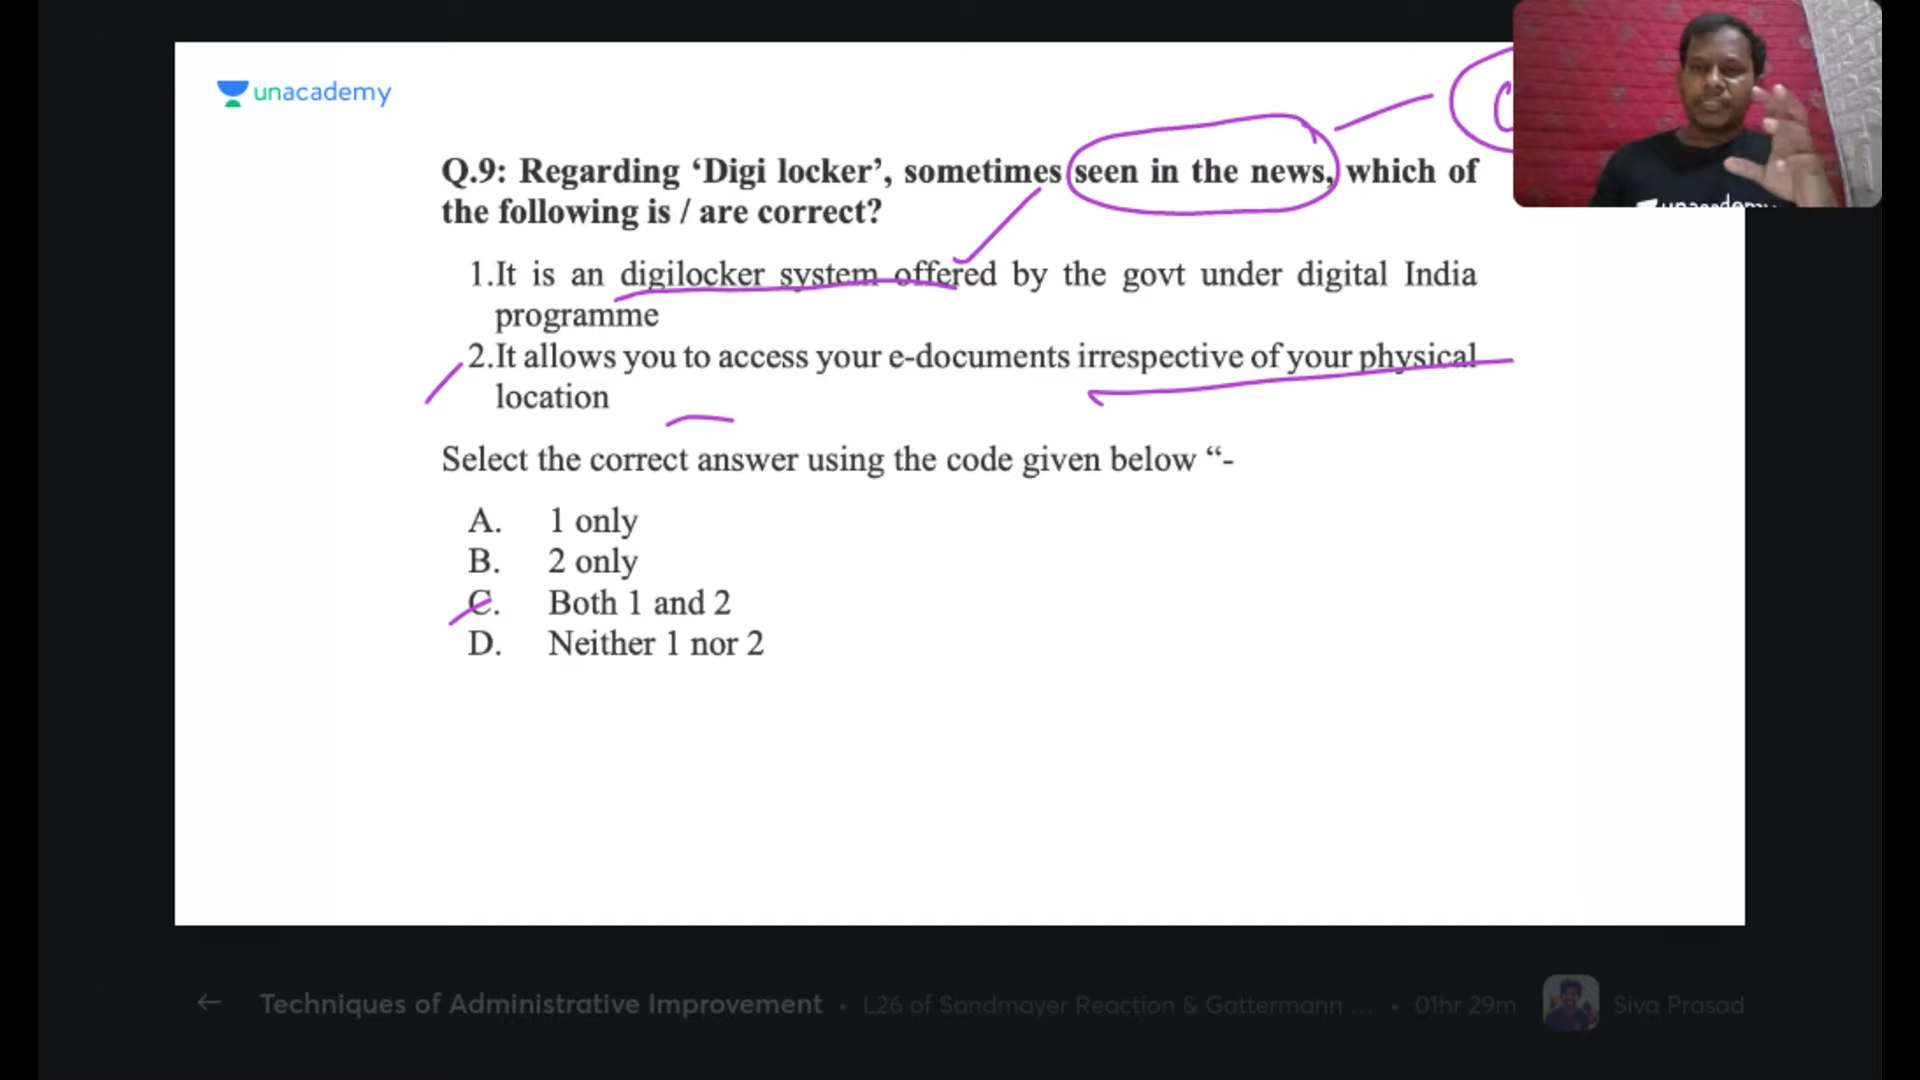 unacademy
Q.9: Regarding ‘Digi locker’, sometimes seen in the news, which of
the following is / are correct?
1.It is an digilocker system offered by the govt under digital India
programme
2.It allows you to access your e-documents irrespective of your physical
location
Select the correct answer using the code given below “-
A. 1 only
B. 2 only
C. Both 1 and 2
D. Neither 1 nor 2
Techniques of Administrative Improvement • L26 of Sandmayer Reaction & Gattermann ... • 01hr 29m Siva Prasad